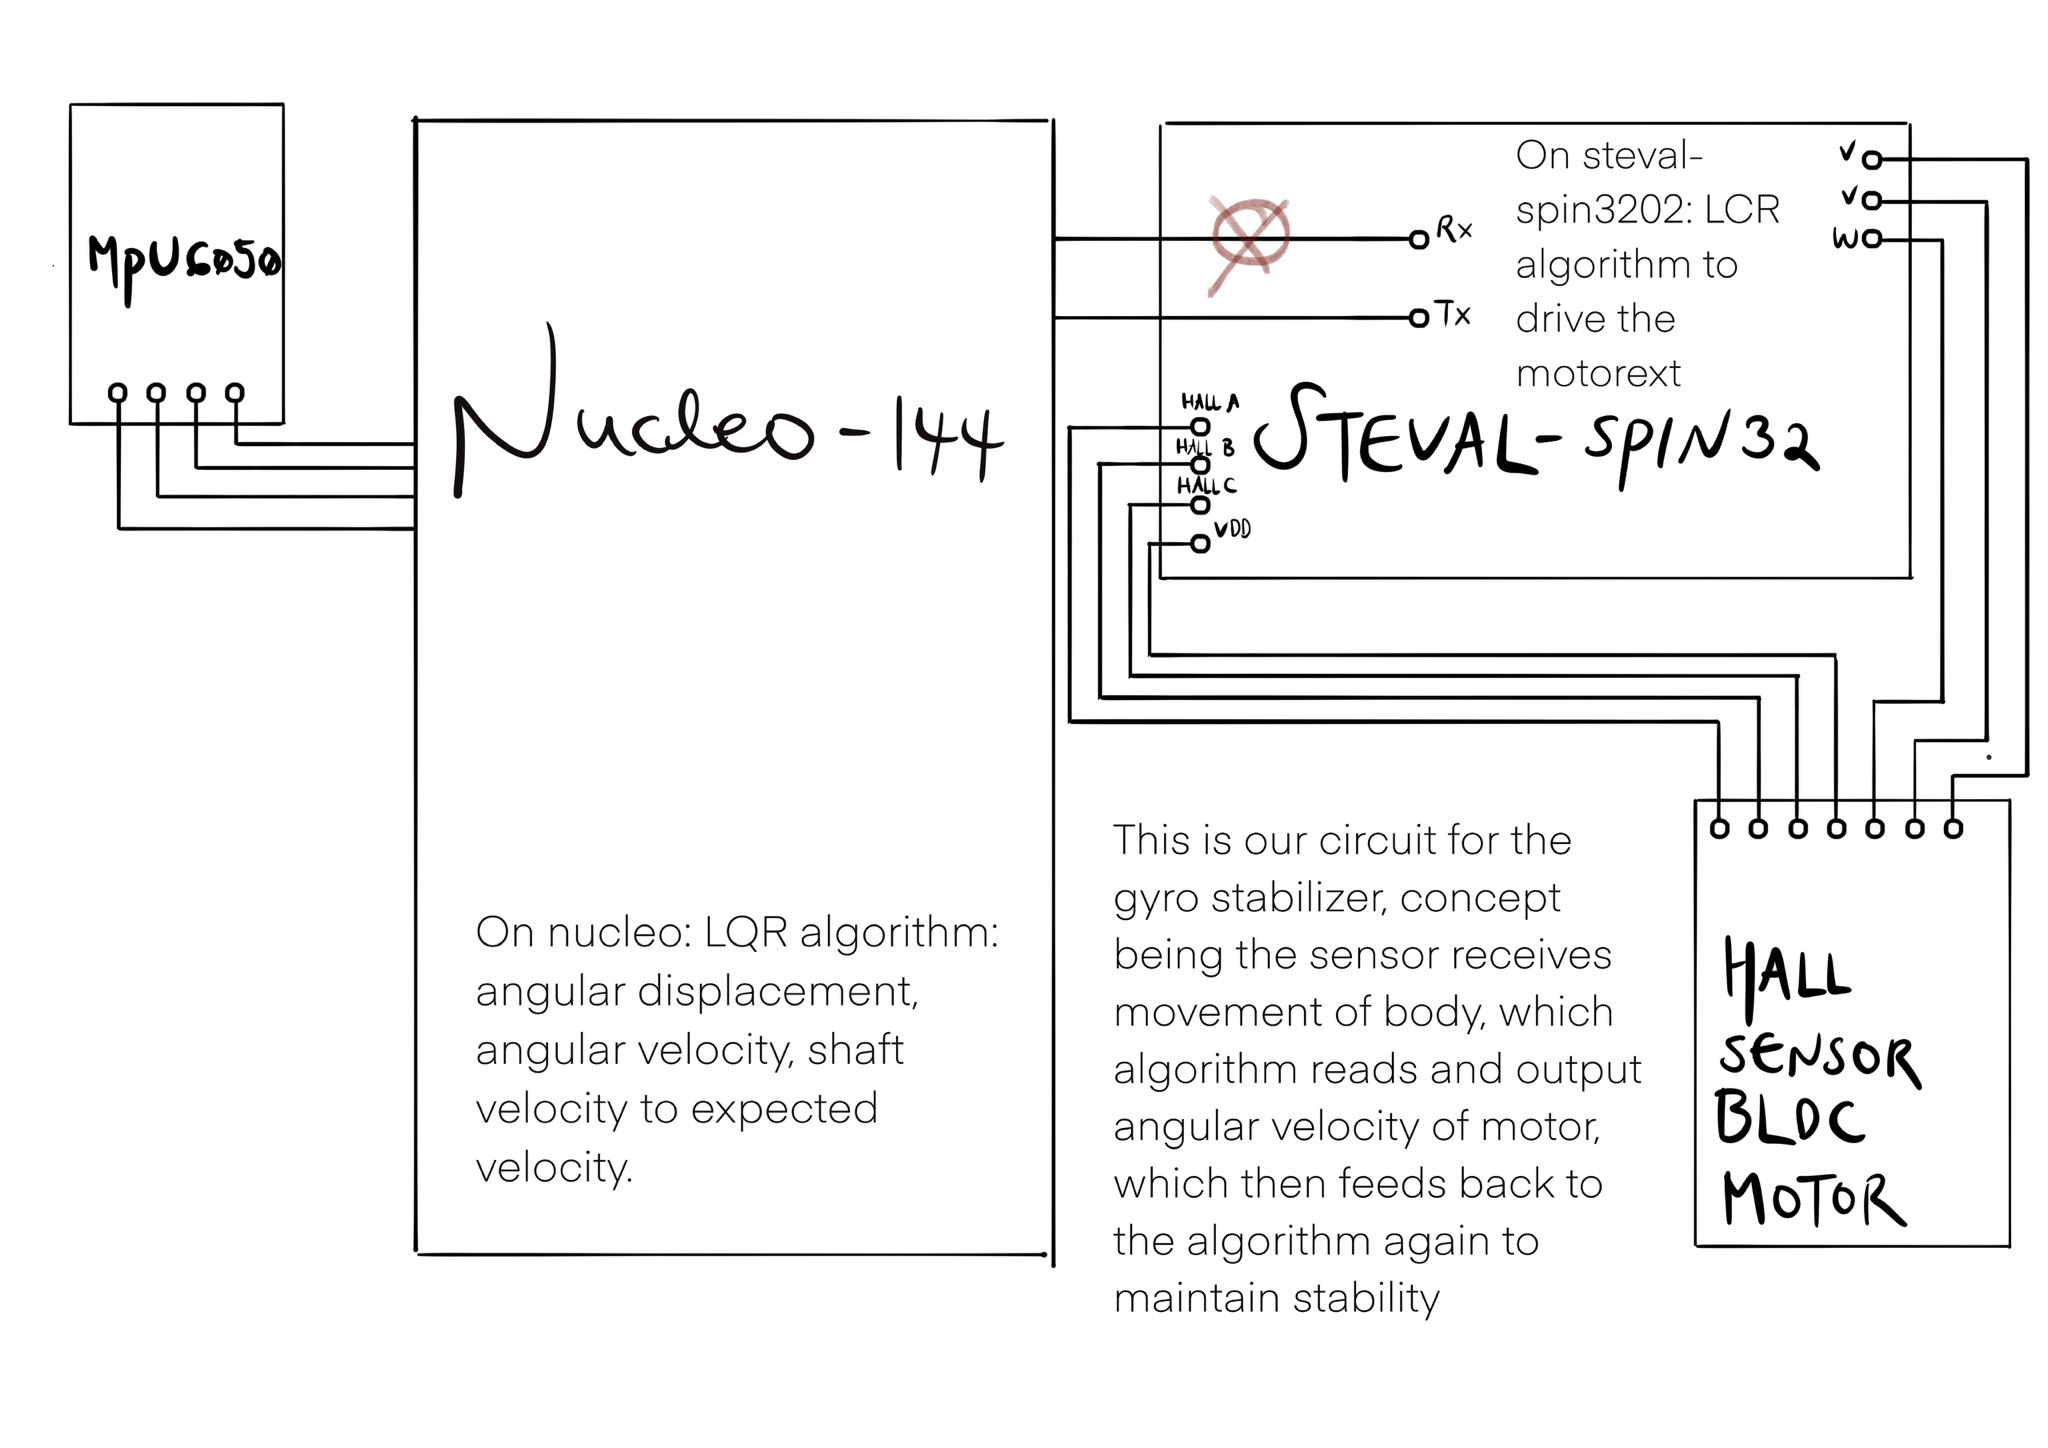 MpU6050
Nucleo-144
On nucleo: LQR algorithm:
angular displacement,
angular velocity, shaft
velocity to expected
velocity.
Rx
Tx
On steval-
spin3202: LCR
algorithm to
drive the
motorext
V
V
W
HALL A
HALL B
HALL C
VDD
STEVAL-SPIN32
This is our circuit for the
gyro stabilizer, concept
being the sensor receives
movement of body, which
algorithm reads and output
angular velocity of motor,
which then feeds back to
the algorithm again to
maintain stability
HALL
SENSOR
BLDC
MOTOR